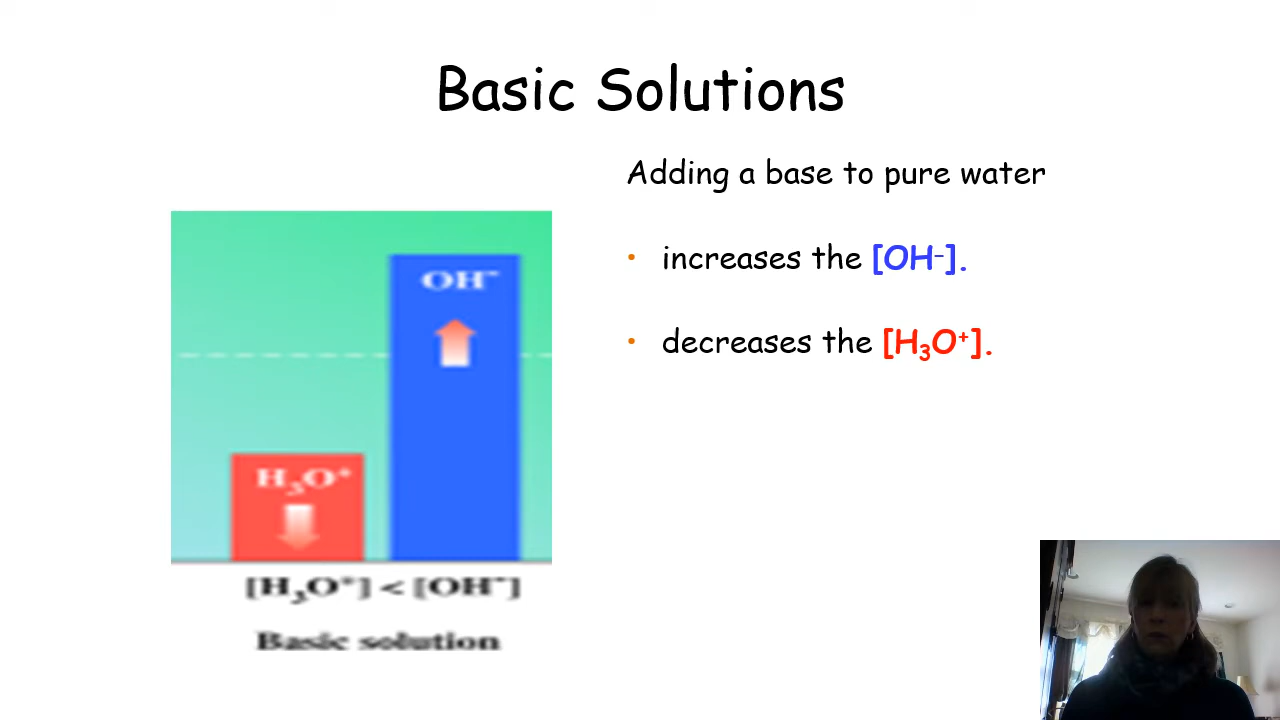 Basic Solutions
Adding a base to pure water
• increases the [OH⁻].
• decreases the [H₃O⁺].
OH⁻
H₃O⁺
[H₃O⁺] < [OH⁻]
Basic solution